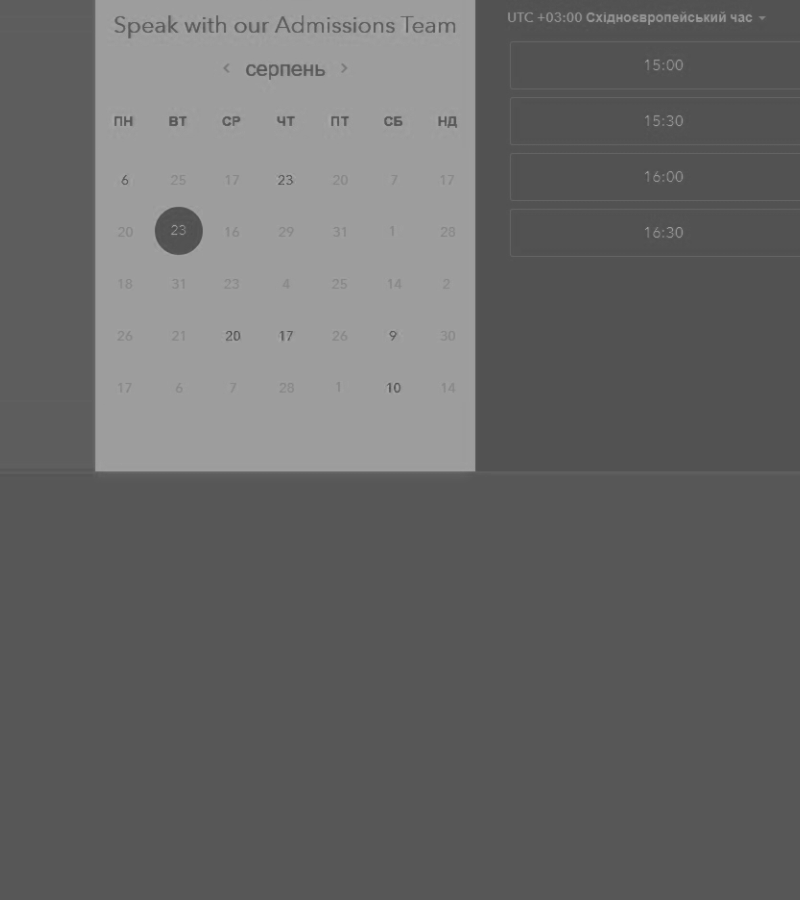 Speak with our Admissions Team
серпень
ПН ВТ СР ЧТ ПТ СБ НД
6 25 17 23 20 7 17
20 23 16 29 31 1 28
18 31 23 4 25 14 2
26 21 20 17 26 9 30
17 6 7 28 1 10 14
UTC +03:00 Східноєвропейський час
15:00
15:30
16:00
16:30